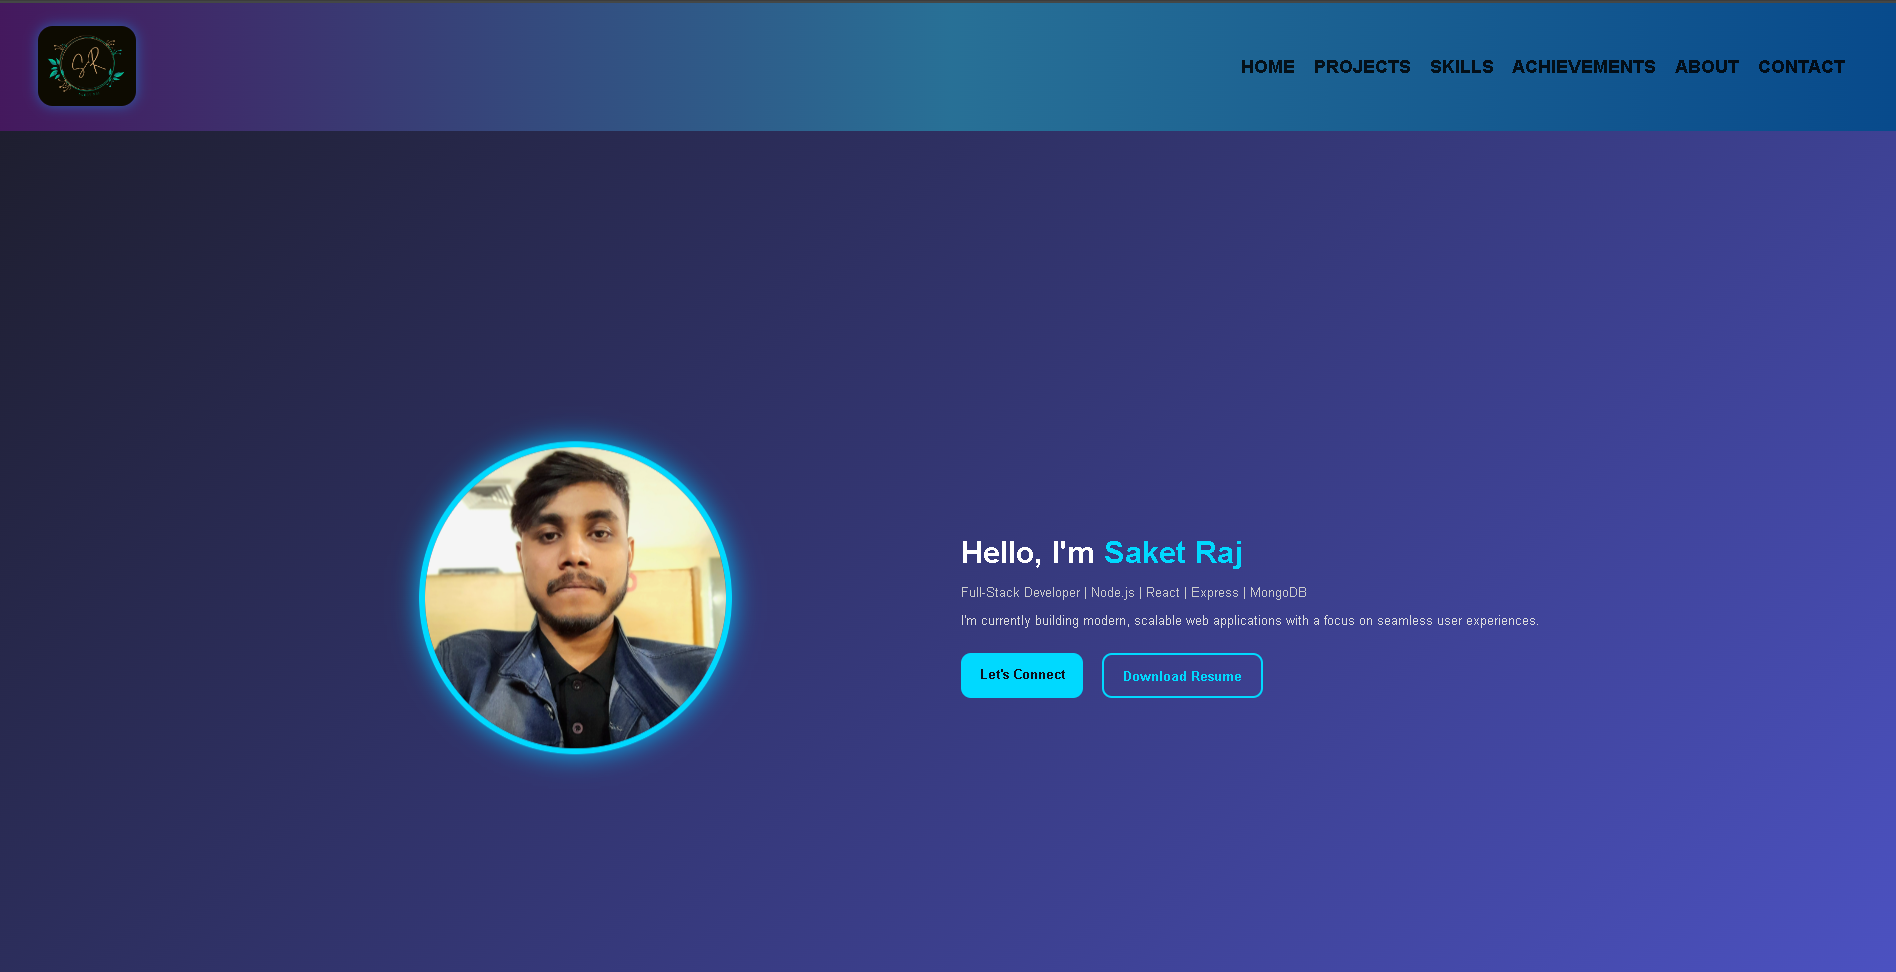 SR
HOME PROJECTS SKILLS ACHIEVEMENTS ABOUT CONTACT
Hello, I'm Saket Raj
Full-Stack Developer | Node.js | React | Express | MongoDB
I'm currently building modern, scalable web applications with a focus on seamless user experiences.
Let's Connect Download Resume